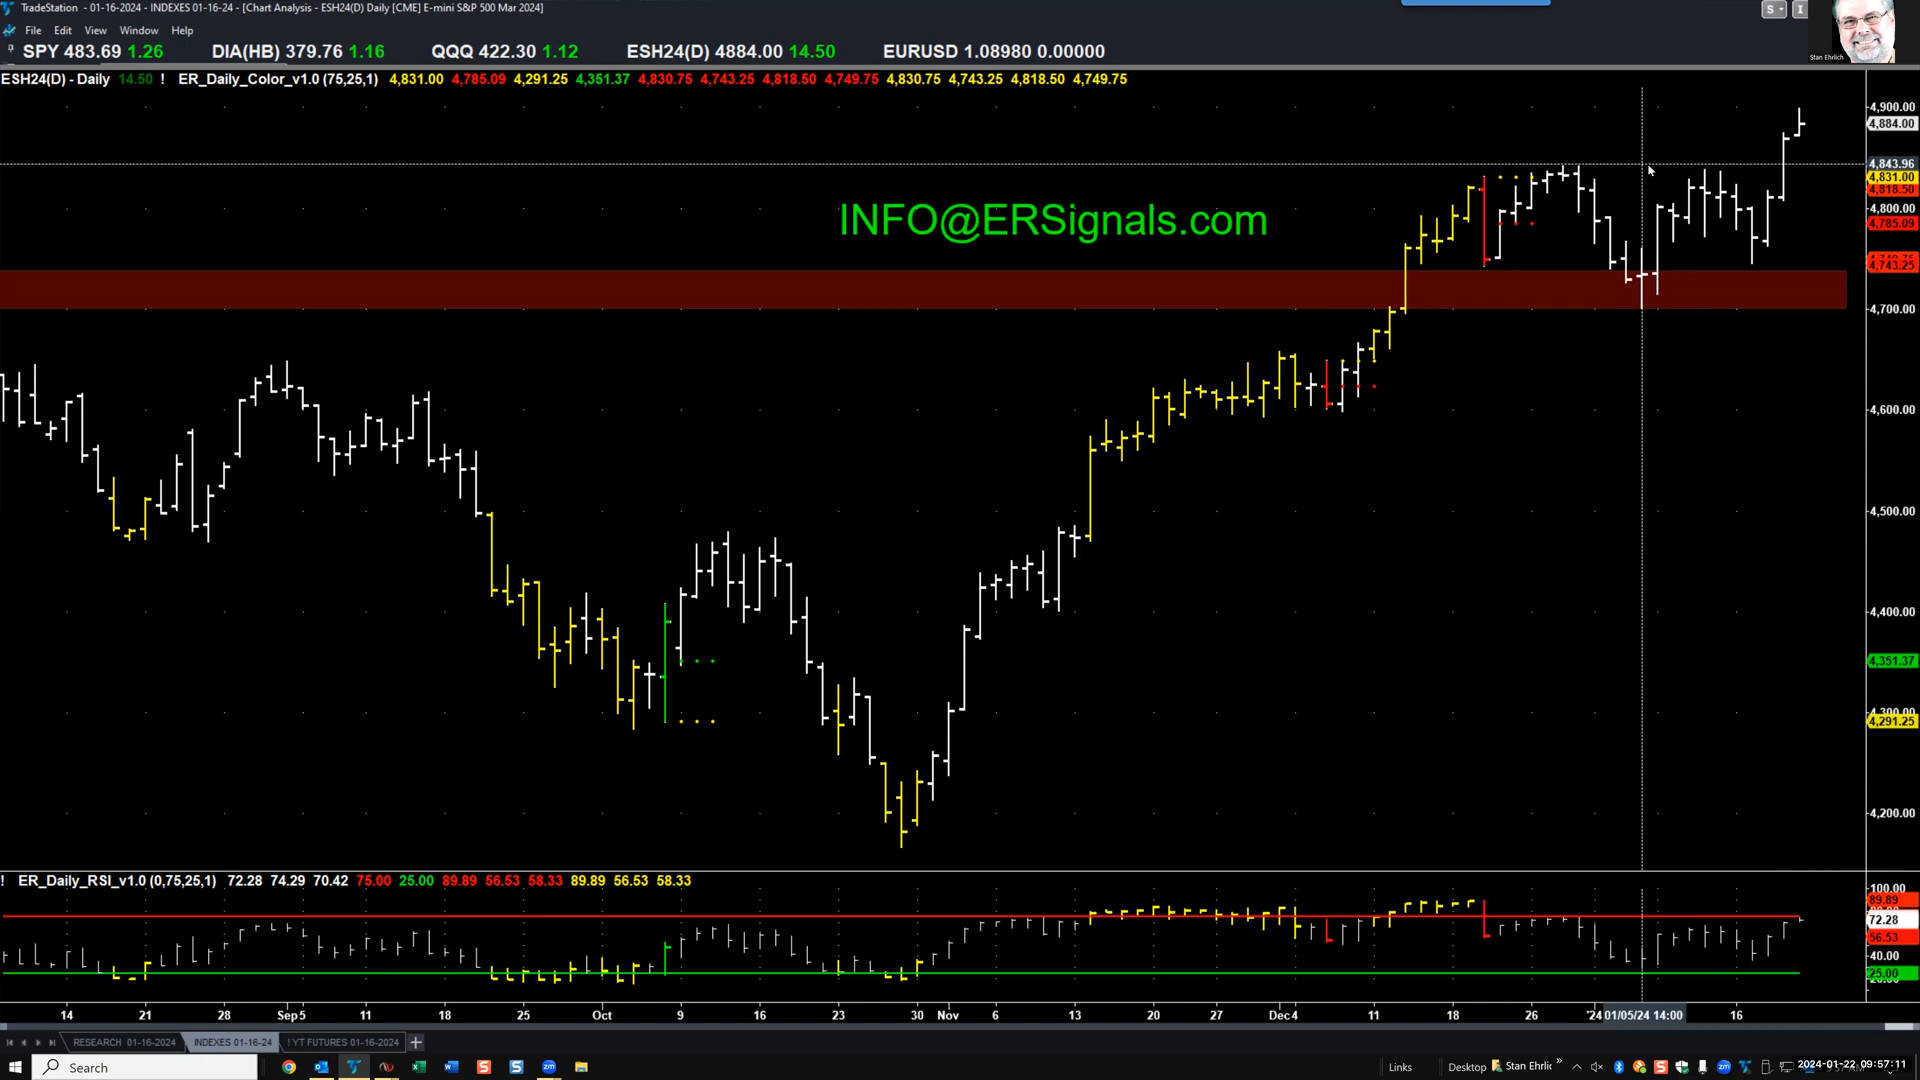 TradeStation - 01-16-2024 - INDEXES 01-16-24 - [Chart Analysis - ESH24(D) Daily [CME] E-mini S&P 500 Mar 2024]
File Edit View Window Help
SPY 483.69 1.26 DIA(HB) 379.76 1.16 QQQ 422.30 1.12 ESH24(D) 4884.00 14.50 EURUSD 1.08980 0.00000
Stan Ehrlich
ESH24(D) - Daily 14.50 ! ER_Daily_Color_v1.0 (75,25,1) 4,831.00 4,785.09 4,291.25 4,351.37 4,830.75 4,743.25 4,818.50 4,749.75 4,830.75 4,743.25 4,818.50 4,749.75
4,900.00
4,884.00
4,843.96
4,831.00
4,818.50
4,800.00
INFO@ERSignals.com
4,785.09
4,743.25
4,700.00
4,600.00
4,500.00
4,400.00
4,351.37
4,300.00
4,291.25
4,200.00
! ER_Daily_RSI_v1.0 (0,75,25,1) 72.28 74.29 70.42 75.00 25.00 89.89 56.53 58.33 89.89 56.53 58.33
100.00
89.89
72.28
56.53
40.00
25.00
14 21 28 Sep5 11 18 25 Oct 9 16 23 30 Nov 6 13 20 27 Dec4 11 18 26 '24 01/05/24 14:00 16
RESEARCH 01-16-2024 INDEXES 01-16-24 ! YT FUTURES 01-16-2024
Search Links Desktop Stan Ehrlic 2024-01-22 09:57:11